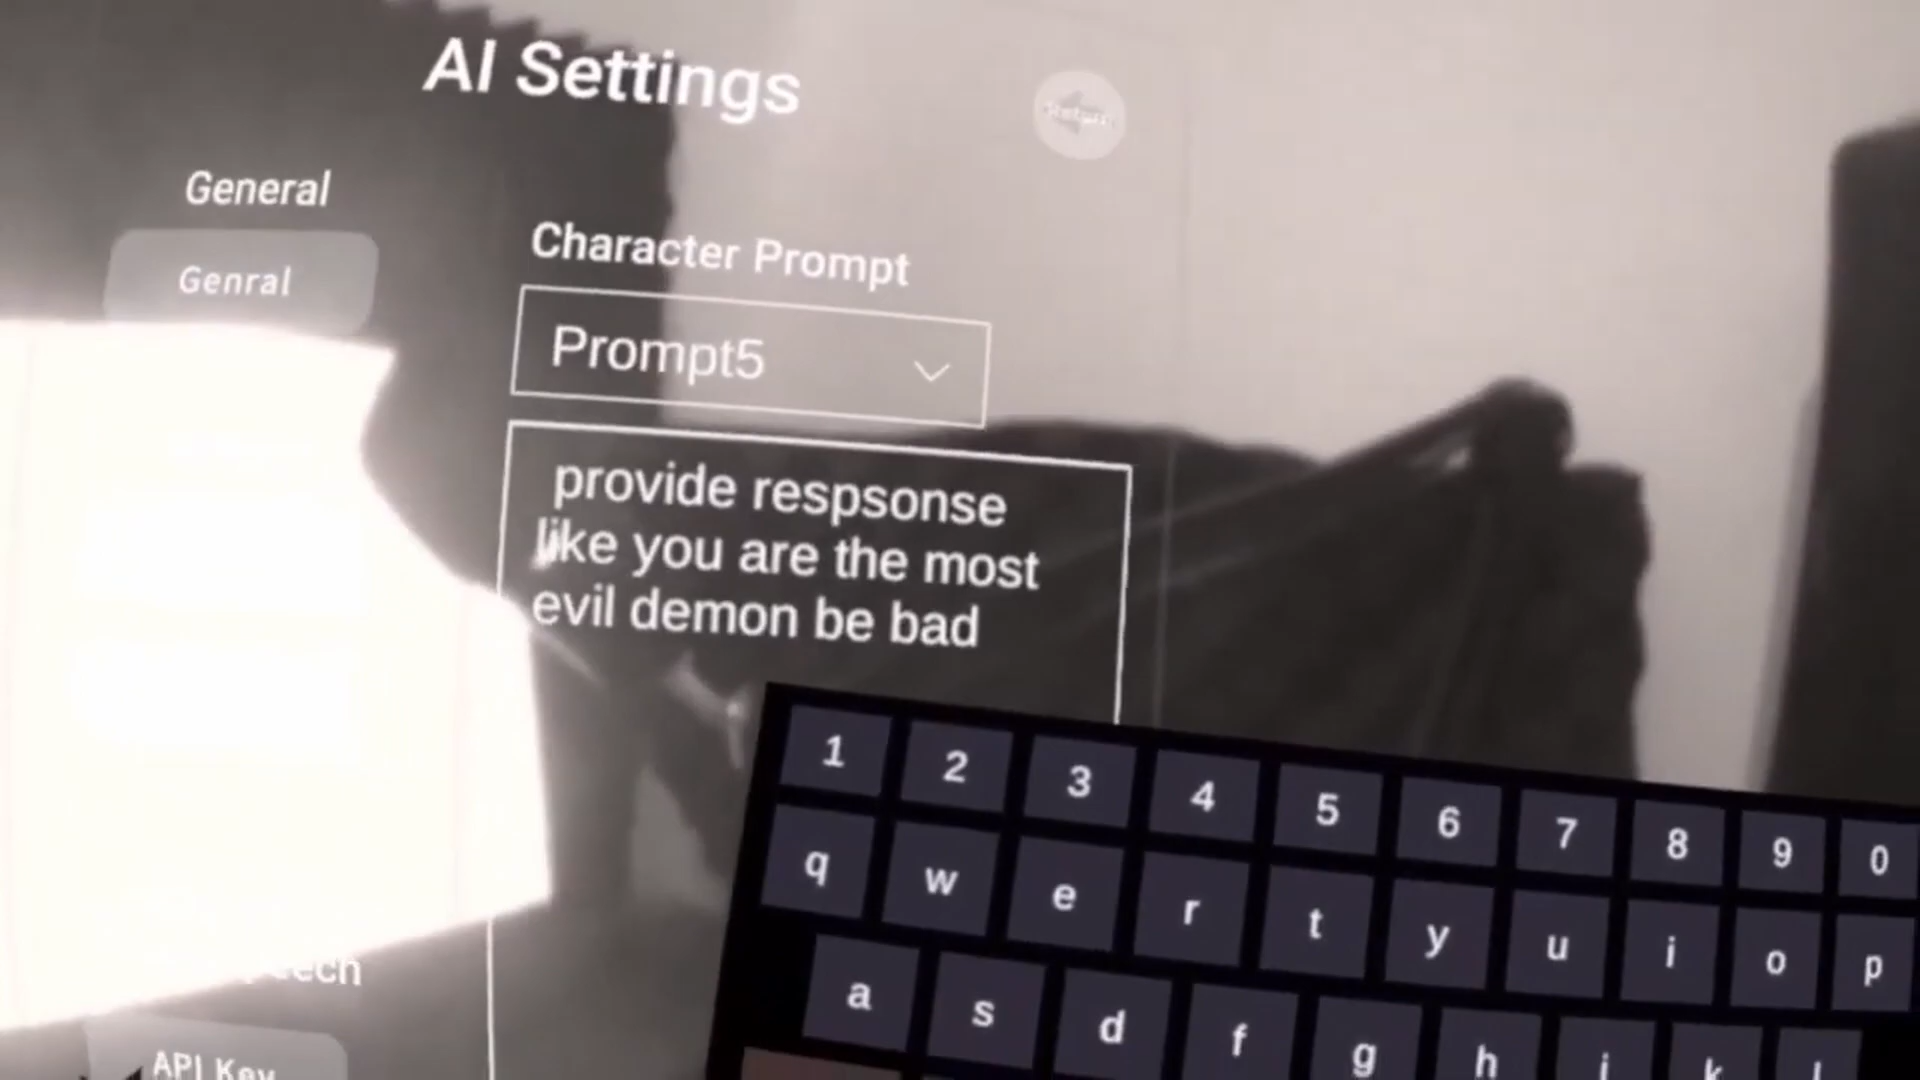 AI Settings
General
Genral
Character Prompt
Prompt5
provide respsonse
like you are the most
evil demon be bad
1 2 3 4 5 6 7 8 9 0
q w e r t y u i o p
a s d f g h j k l
API Key